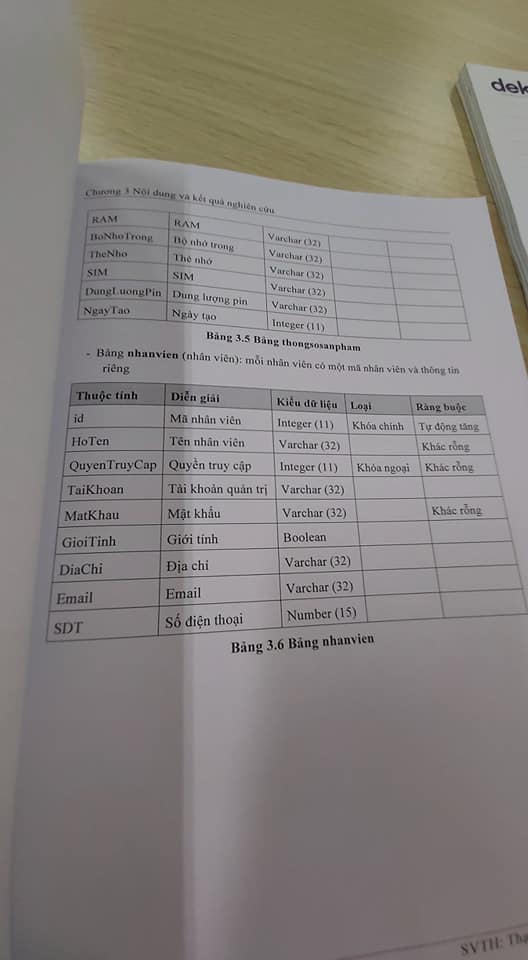 dek
Chương 3 Nội dung và kết quả nghiên cứu
RAM RAM Varchar (32)
BoNhoTrong Bộ nhớ trong Varchar (32)
TheNho Thẻ nhớ Varchar (32)
SIM SIM Varchar (32)
DungLuongPin Dung lượng pin Varchar (32)
NgayTao Ngày tạo Integer (11)
Bảng 3.5 Bảng thongsosanpham
- Bảng nhanvien (nhân viên): mỗi nhân viên có một mã nhân viên và thông tin
riêng
Thuộc tính Diễn giải Kiểu dữ liệu Loại Ràng buộc
id Mã nhân viên Integer (11) Khóa chính Tự động tăng
HoTen Tên nhân viên Varchar (32) Khác rỗng
QuyenTruyCap Quyền truy cập Integer (11) Khóa ngoại Khác rỗng
TaiKhoan Tài khoản quản trị Varchar (32)
MatKhau Mật khẩu Varchar (32) Khác rỗng
GioiTinh Giới tính Boolean
DiaChi Địa chỉ Varchar (32)
Email Email Varchar (32)
SDT Số điện thoại Number (15)
Bảng 3.6 Bảng nhanvien
SVTH: Thạ